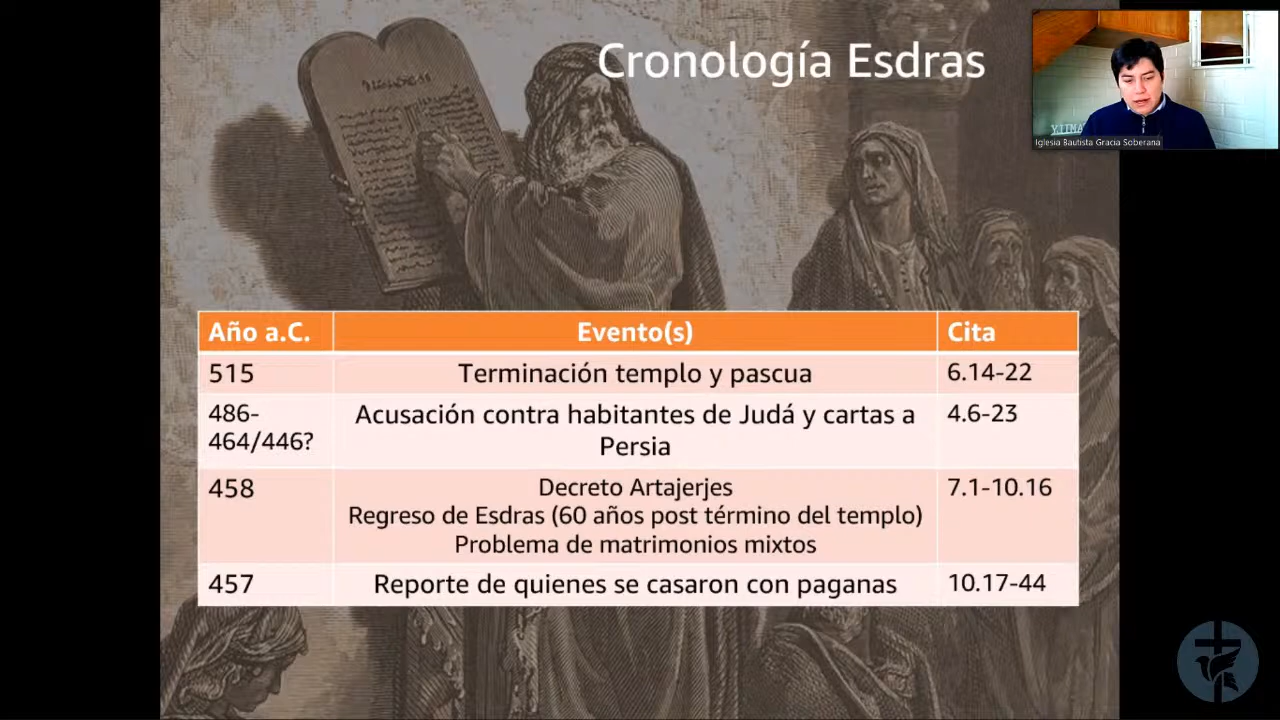 Cronología Esdras
Iglesia Bautista Gracia Soberana
Año a.C. Evento(s) Cita
515 Terminación templo y pascua 6.14-22
486-
464/446? Acusación contra habitantes de Judá y cartas a
Persia 4.6-23
458 Decreto Artajerjes 7.1-10.16
Regreso de Esdras (60 años post término del templo)
Problema de matrimonios mixtos
457 Reporte de quienes se casaron con paganas 10.17-44